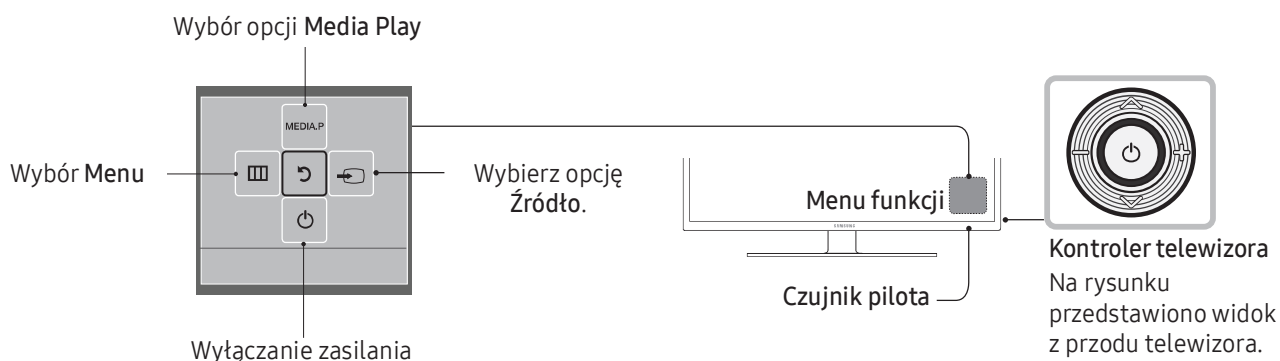 Wybór opcji Media Play
MEDIA.P
Wybór Menu
Wybierz opcję
Źródło.
Wyłączanie zasilania
Menu funkcji
SAMSUNG
Czujnik pilota
Kontroler telewizora
Na rysunku
przedstawiono widok
z przodu telewizora.